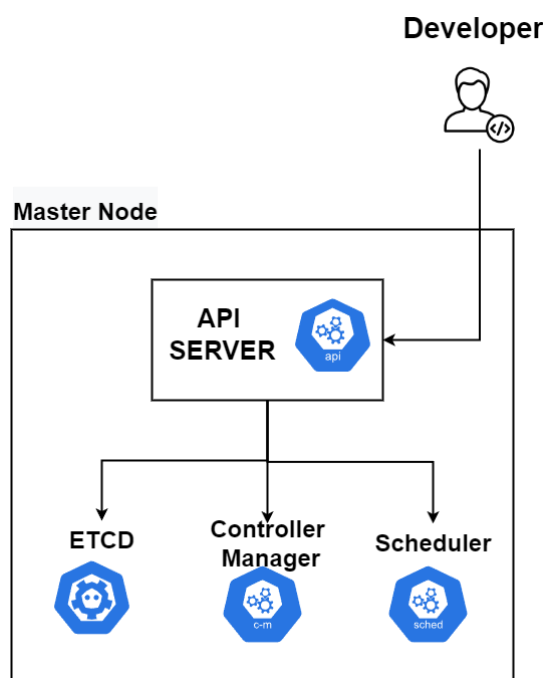 Developer
</>
Master Node
API
SERVER
api
ETCD
Controller
Manager
Scheduler
c-m
sched